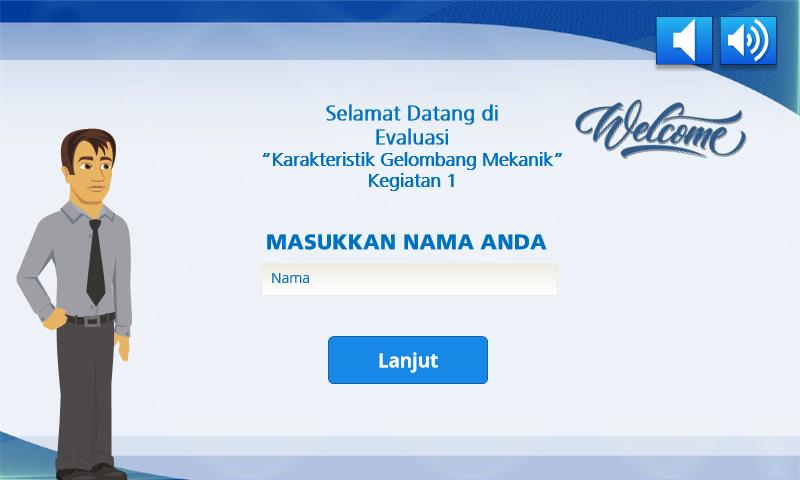 Selamat Datang di
Evaluasi
"Karakteristik Gelombang Mekanik"
Kegiatan 1
Welcome
MASUKKAN NAMA ANDA
Nama
Lanjut